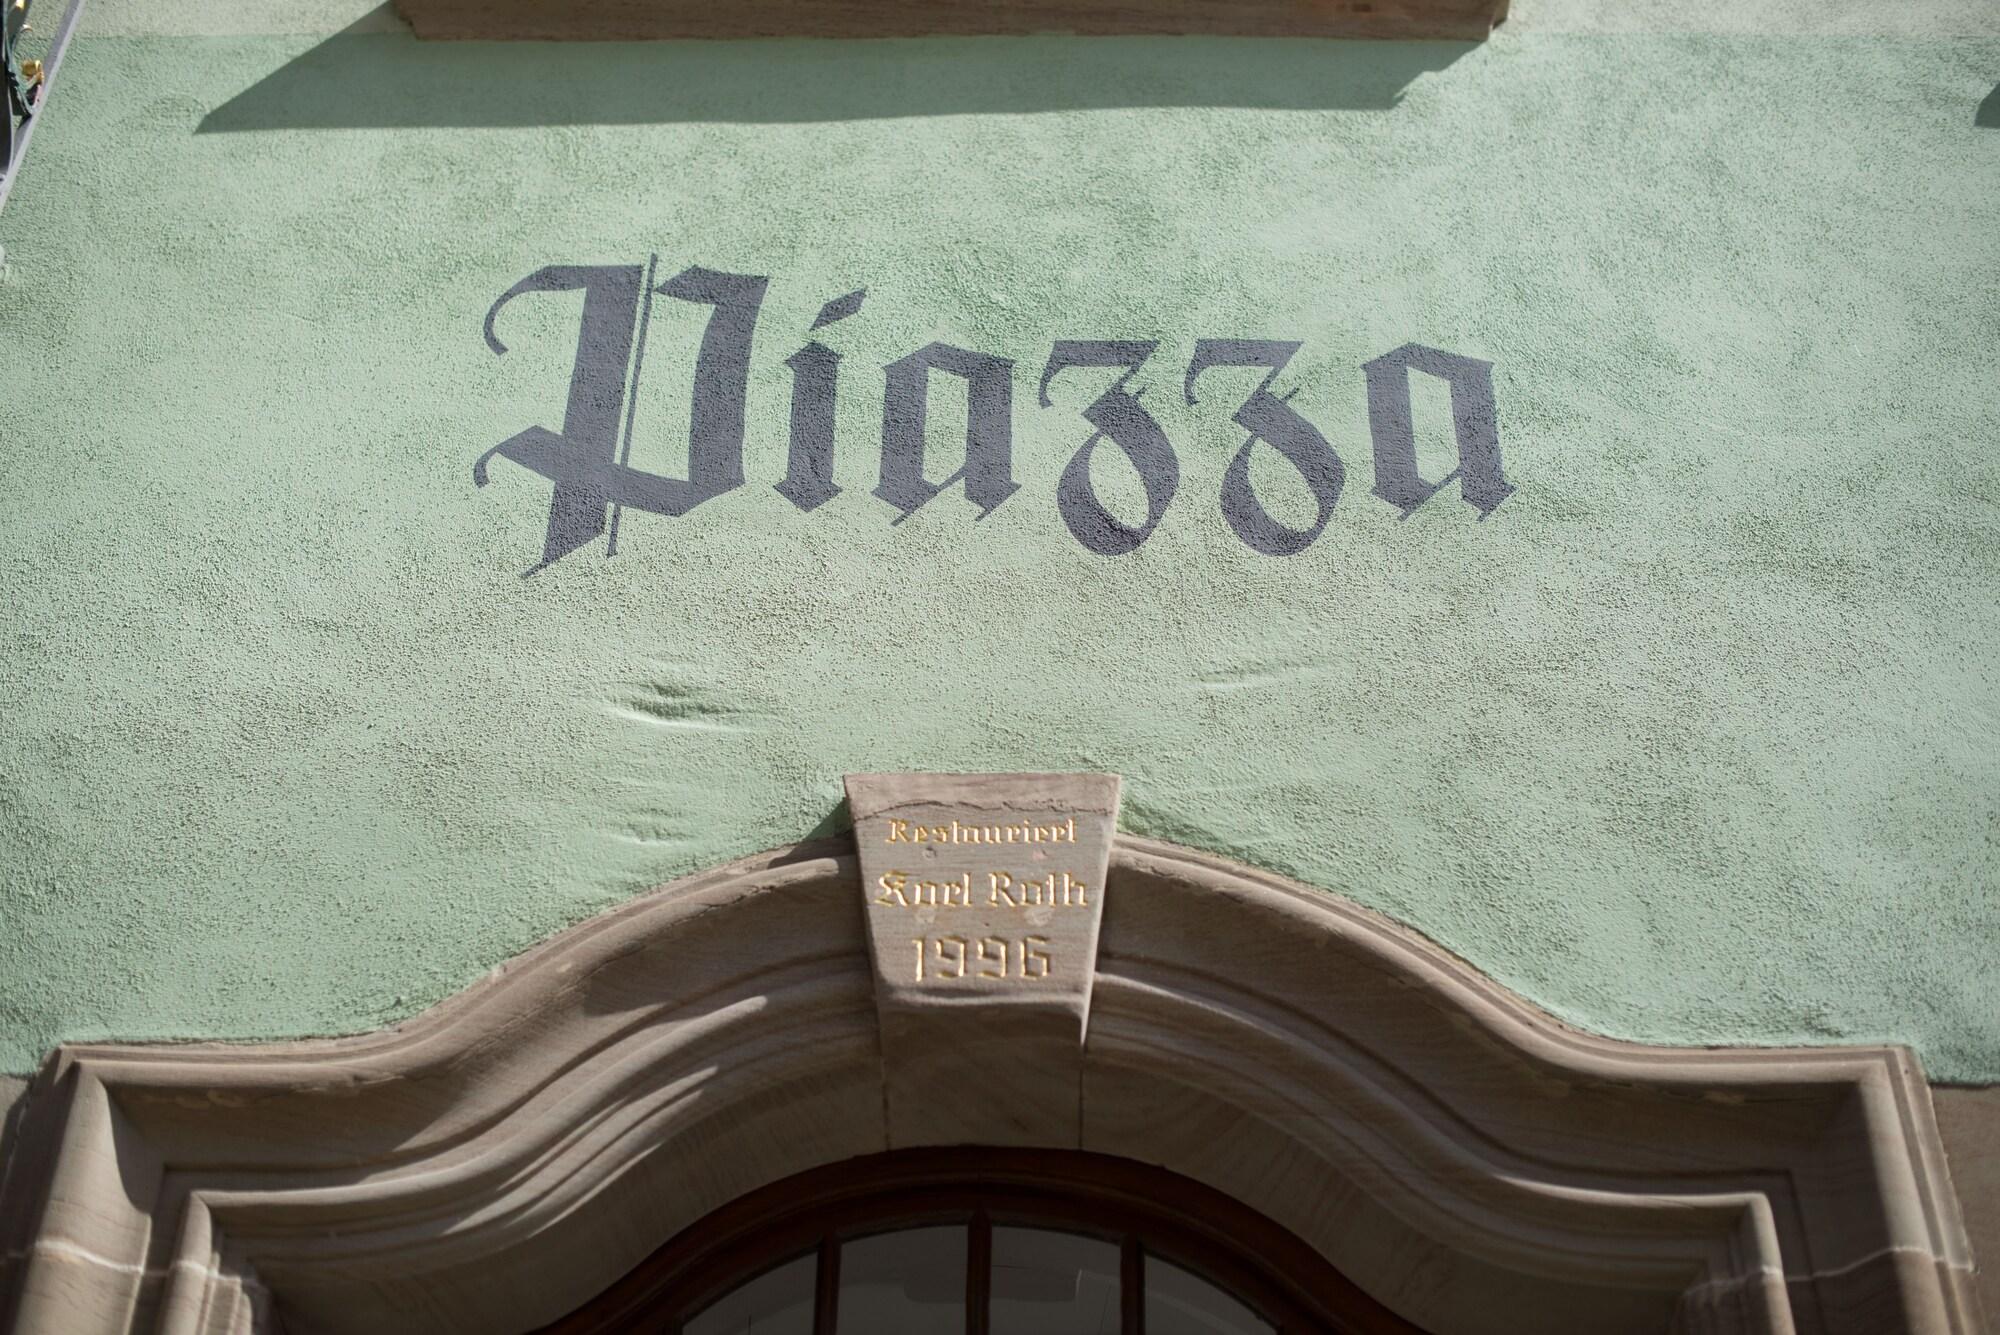 Piazza
Restauriert
Karl Roth
1996